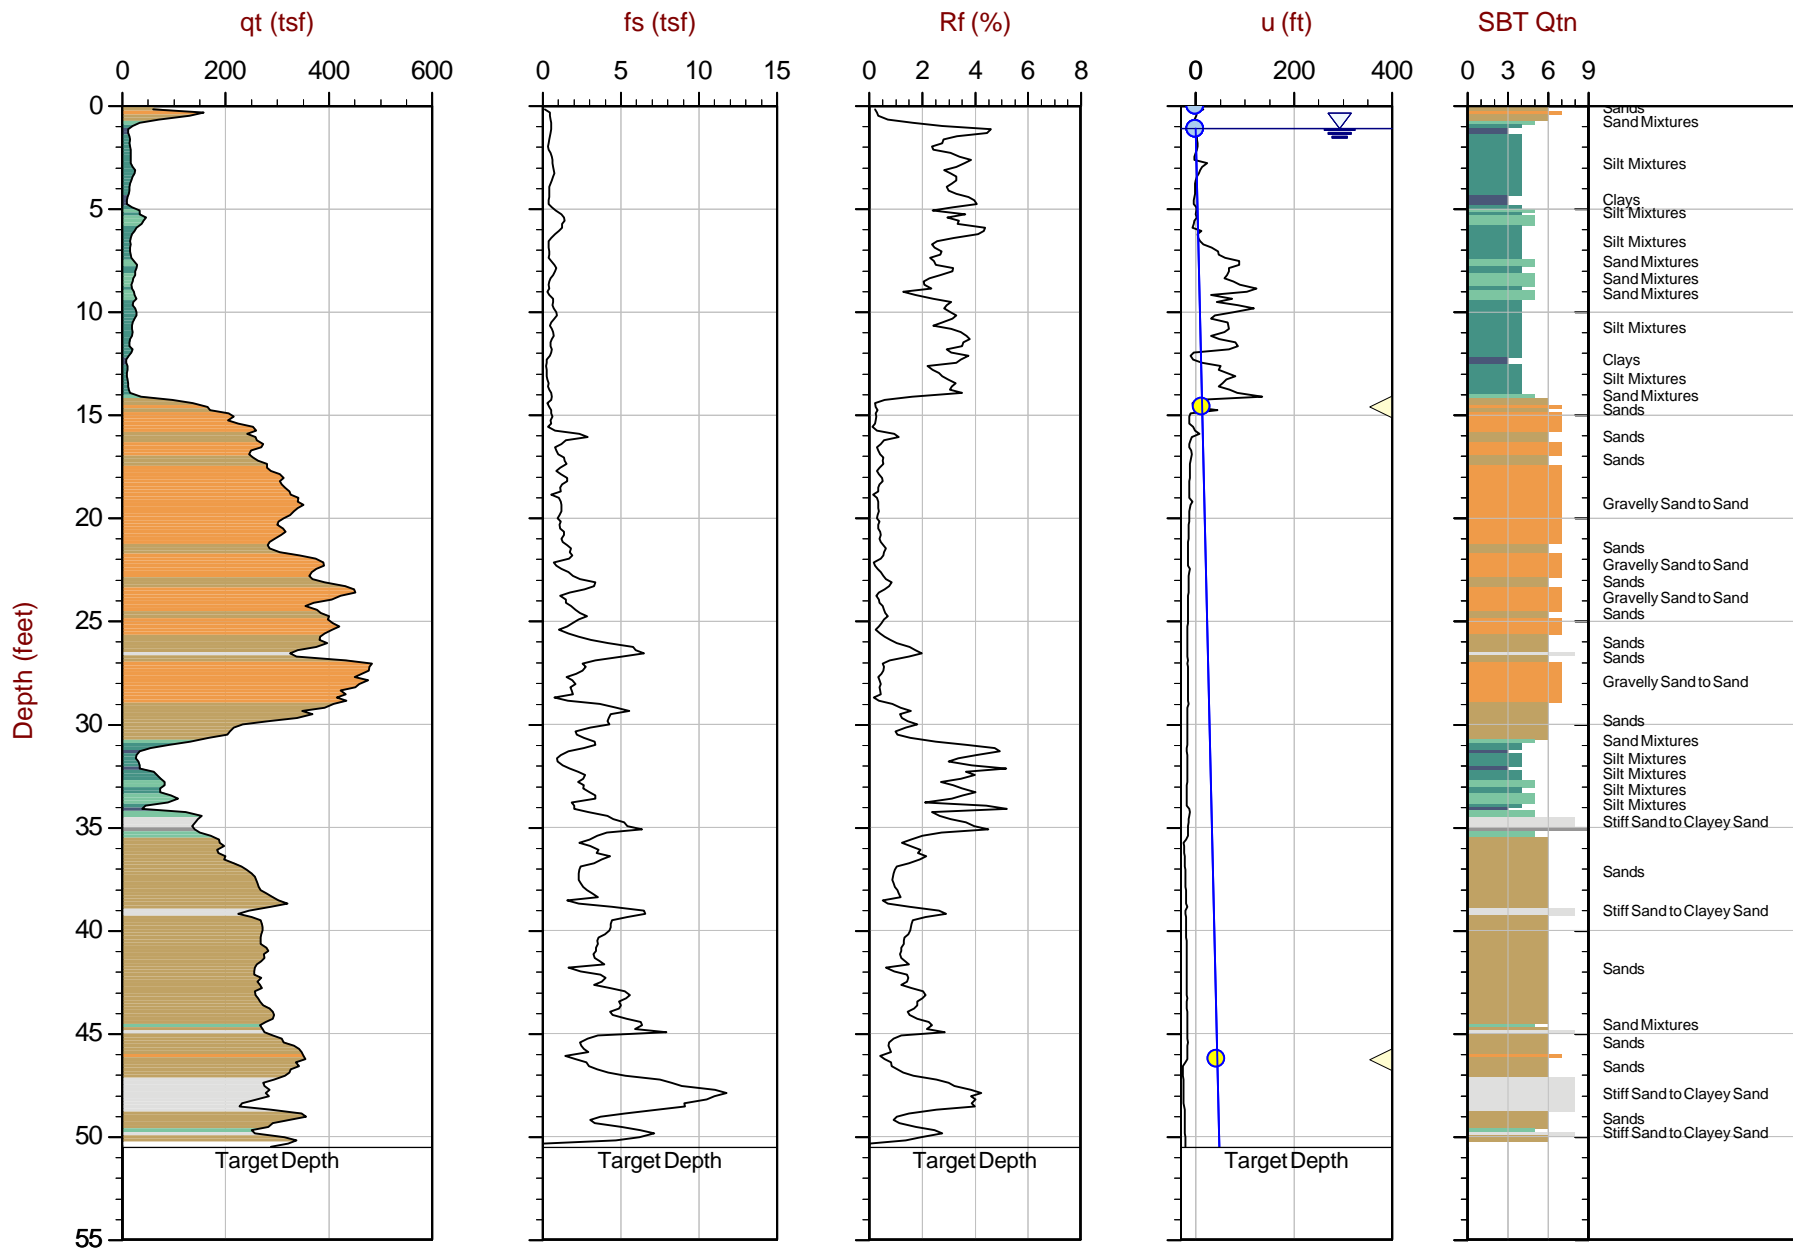 qt (tsf) fs (tsf) Rf (%) u (ft) SBT Qtn
0 200 400 600 0 5 10 15 0 2 4 6 8 0 200 400 0 3 6 9
0
5
10
15
20
25
30
35
40
45
50
55
Depth (feet)
Sands
Sand Mixtures
Silt Mixtures
Clays
Silt Mixtures
Silt Mixtures
Sand Mixtures
Sand Mixtures
Sand Mixtures
Silt Mixtures
Clays
Silt Mixtures
Sand Mixtures
Sands
Sands
Sands
Gravelly Sand to Sand
Sands
Gravelly Sand to Sand
Sands
Gravelly Sand to Sand
Sands
Sands
Sands
Gravelly Sand to Sand
Sands
Sand Mixtures
Silt Mixtures
Silt Mixtures
Silt Mixtures
Silt Mixtures
Stiff Sand to Clayey Sand
Sands
Stiff Sand to Clayey Sand
Sands
Sand Mixtures
Sands
Sands
Stiff Sand to Clayey Sand
Sands
Stiff Sand to Clayey Sand
Target Depth Target Depth Target Depth Target Depth